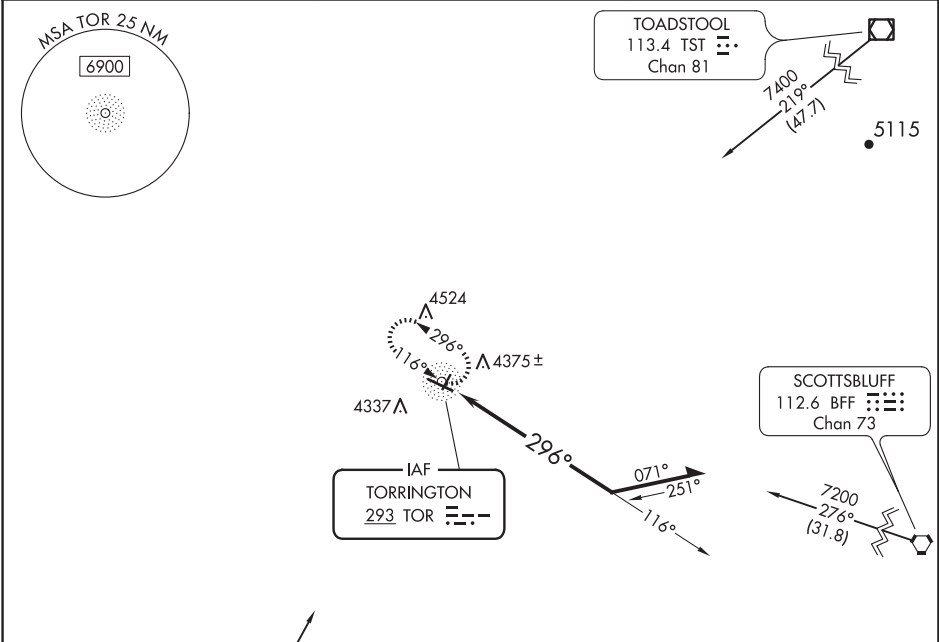 MSA TOR 25 NM
6900
TOADSTOOL
113.4 TST
Chan 81
7400
219°
(47.7)
5115
4524
296°
116°
4375 ±
4337
296°
IAF
TORRINGTON
293 TOR
071°
251°
116°
SCOTTSBLUFF
112.6 BFF
Chan 73
7200
276°
(31.8)